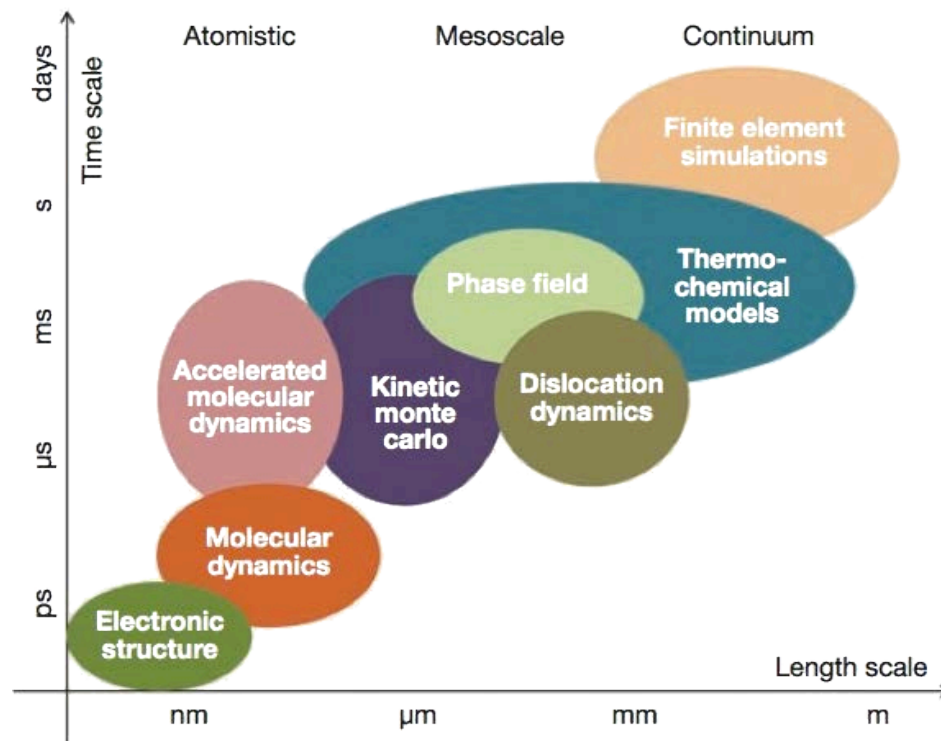 Atomistic
Mesoscale
Continuum
Time scale
days
s
ms
µs
ps
Finite element
simulations
Thermo-
chemical
models
Phase field
Accelerated
molecular
dynamics
Kinetic
monte
carlo
Dislocation
dynamics
Molecular
dynamics
Electronic
structure
Length scale
nm
µm
mm
m